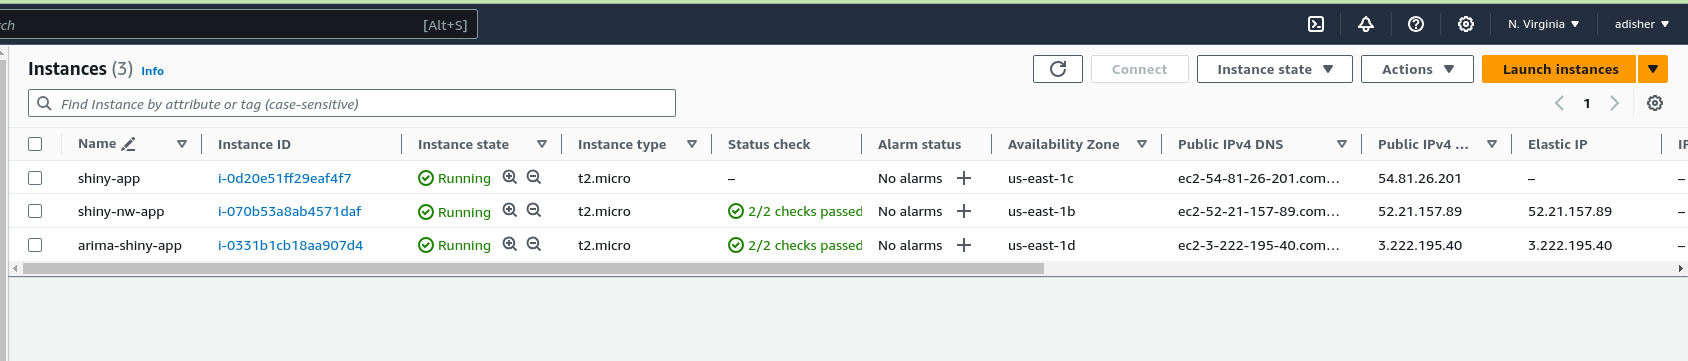 rch [Alt+S] N. Virginia adisher
Instances (3) Info Connect Instance state Actions Launch instances
Find Instance by attribute or tag (case-sensitive) 1
Name Instance ID Instance state Instance type Status check Alarm status Availability Zone Public IPv4 DNS Public IPv4 ... Elastic IP IP
shiny-app i-0d20e51ff29eaf4f7 Running t2.micro – No alarms + us-east-1c ec2-54-81-26-201.com... 54.81.26.201 – –
shiny-nw-app i-070b53a8ab4571daf Running t2.micro 2/2 checks passed No alarms + us-east-1b ec2-52-21-157-89.com... 52.21.157.89 52.21.157.89 –
arima-shiny-app i-0331b1cb18aa907d4 Running t2.micro 2/2 checks passed No alarms + us-east-1d ec2-3-222-195-40.com... 3.222.195.40 3.222.195.40 –